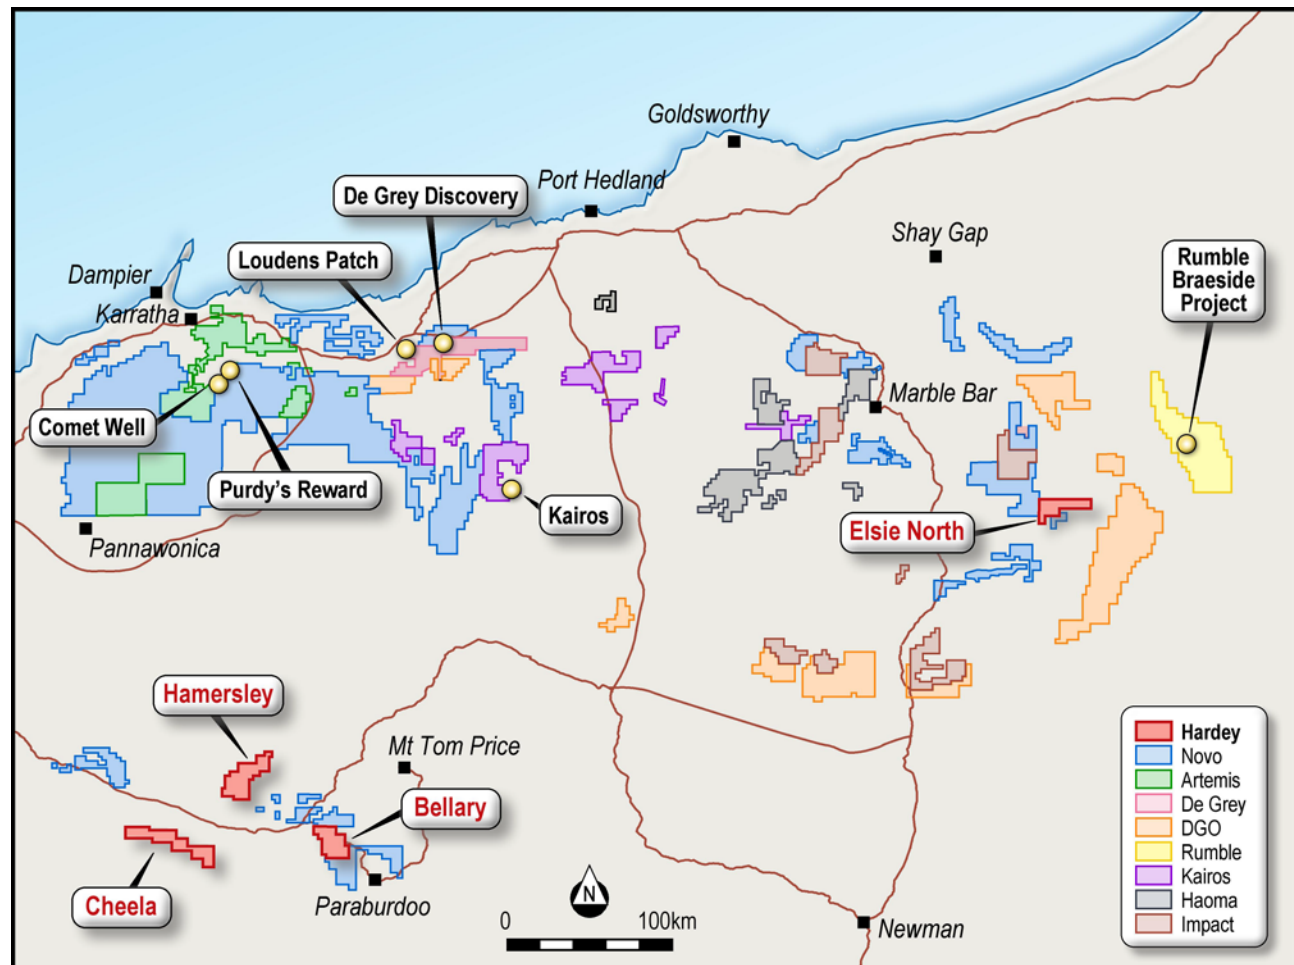 Goldsworthy
Port Hedland
De Grey Discovery
Shay Gap
Loudens Patch
Rumble
Braeside
Project
Dampier
Karratha
Marble Bar
Comet Well
Purdy's Reward
Kairos
Elsie North
Pannawonica
Hamersley
Mt Tom Price
Bellary
Cheela
Paraburdoo
Newman
N
0 100km
Hardey
Novo
Artemis
De Grey
DGO
Rumble
Kairos
Haoma
Impact